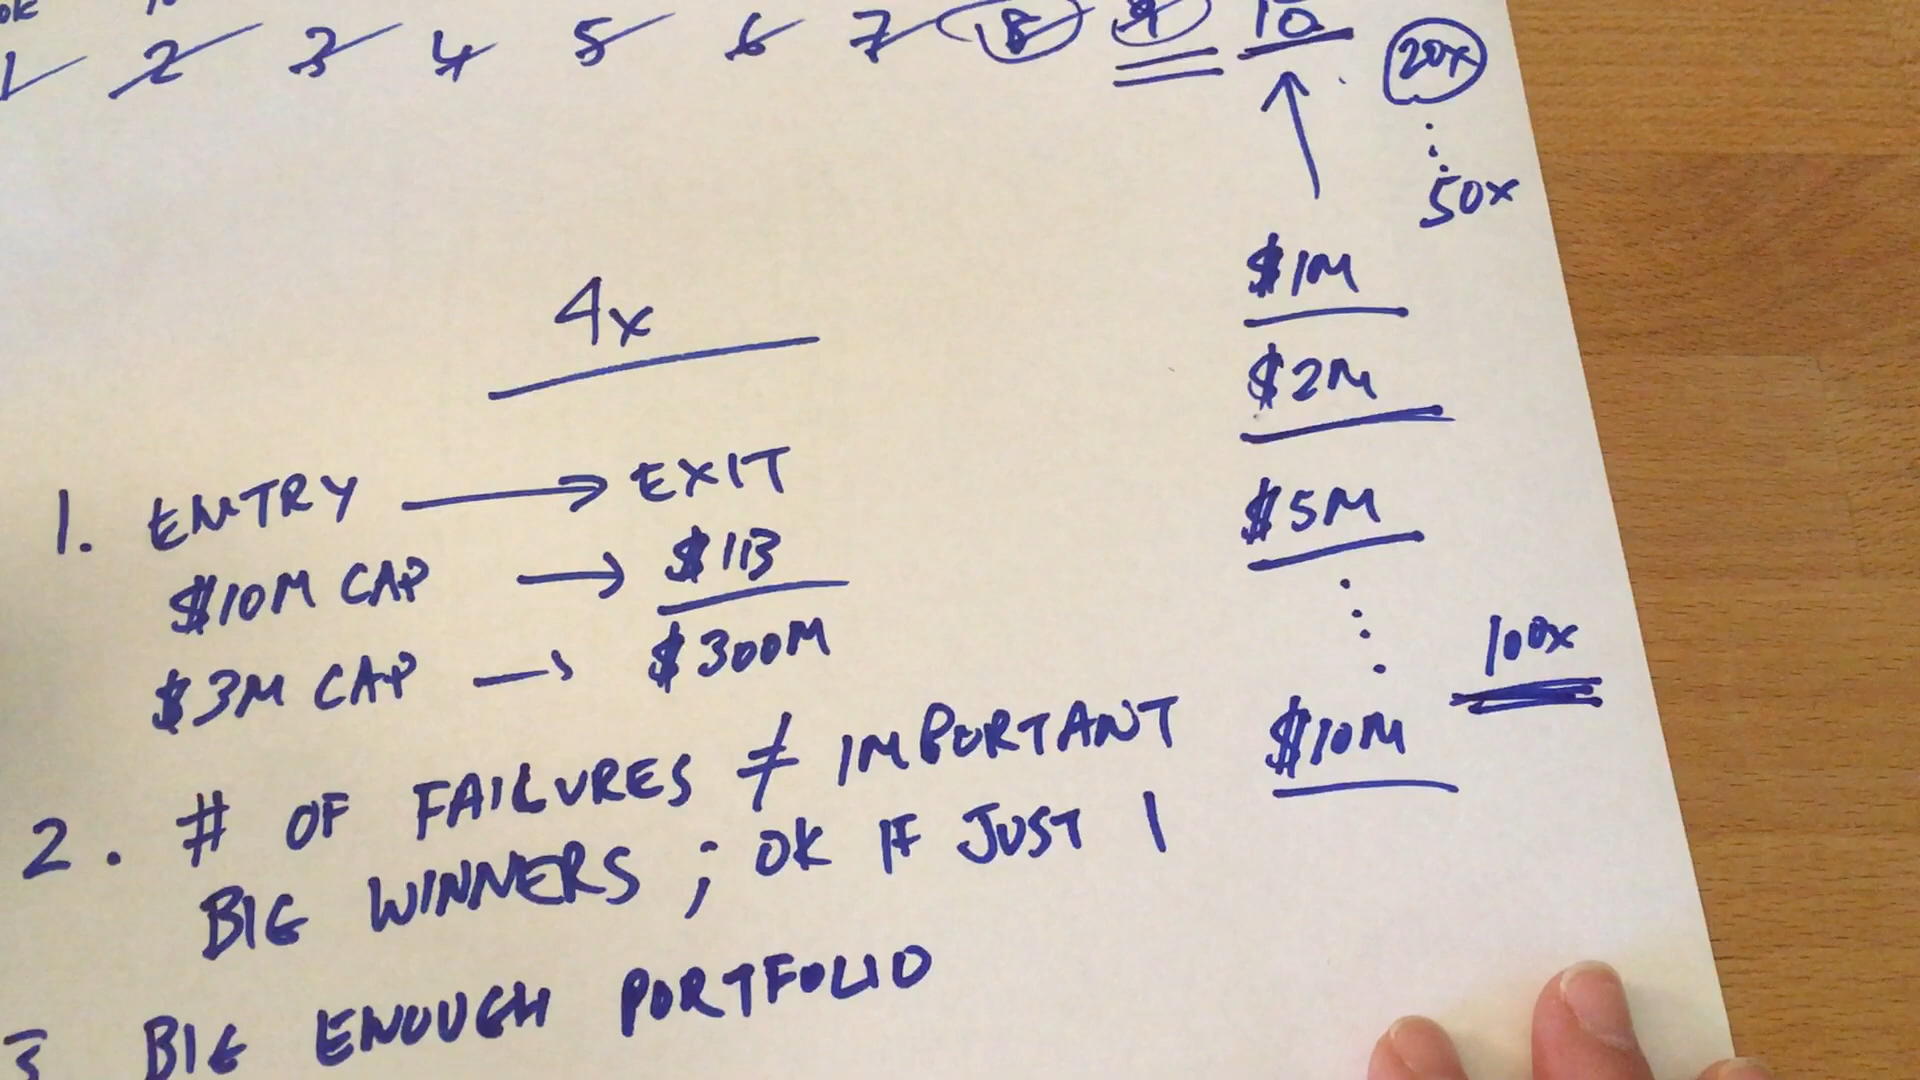 1 2 3 4 5 6 7 8 9 10
20x
50x
4x
$1M
$2M
$5M
$10M
100x
1. ENTRY → EXIT
$10M CAP → $1B
$3M CAP → $300M
2. # OF FAILURES ≠ IMPORTANT
BIG WINNERS ; OK IF JUST 1
3 BIG ENOUGH PORTFOLIO